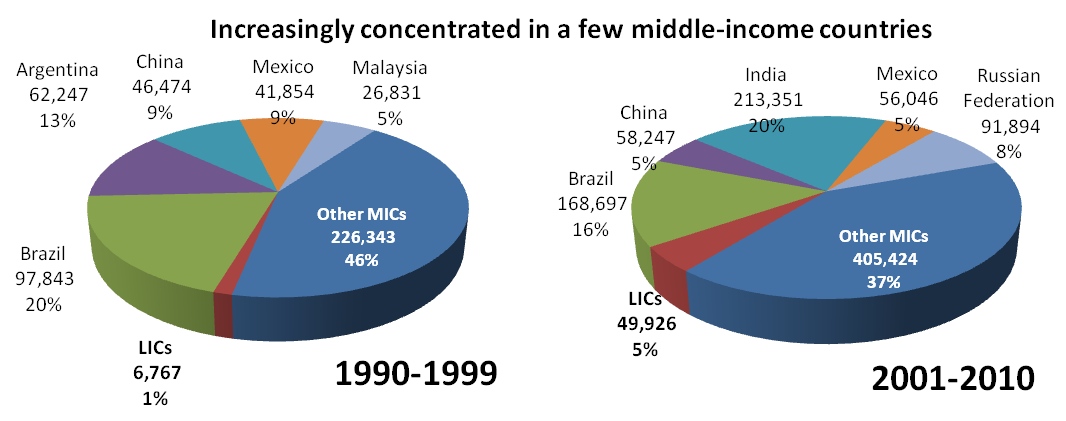 Increasingly concentrated in a few middle-income countries
Argentina
62,247
13%
China
46,474
9%
Mexico
41,854
9%
Malaysia
26,831
5%
Other MICs
226,343
46%
Brazil
97,843
20%
LICs
6,767
1%
1990-1999
India
213,351
20%
Mexico
56,046
5%
Russian
Federation
91,894
8%
China
58,247
5%
Brazil
168,697
16%
Other MICs
405,424
37%
LICs
49,926
5%
2001-2010